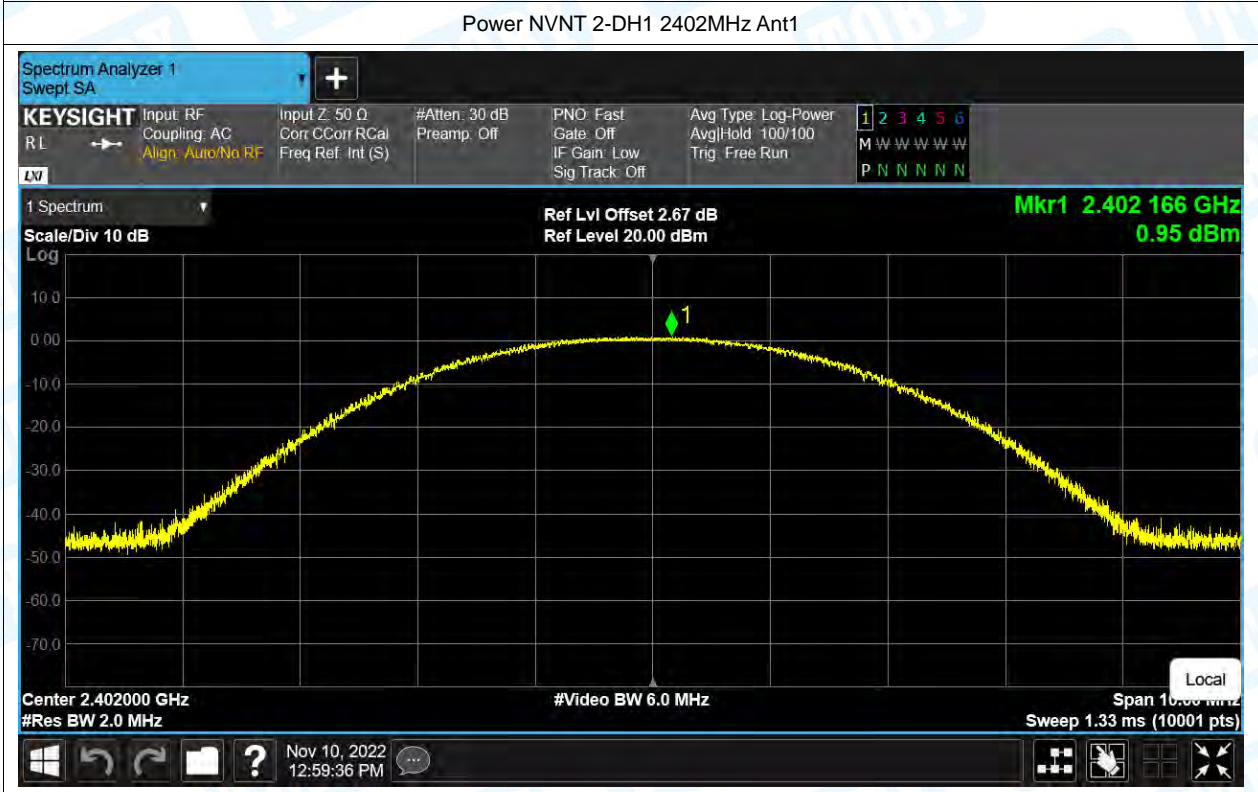 Power NVNT 2-DH1 2402MHz Ant1
Spectrum Analyzer 1
Swept SA
+
KEYSIGHT
RL
LXI
Input: RF
Coupling: AC
Align: Auto/No RF
Input Z: 50 Ω
Corr CCorr RCal
Freq Ref: Int (S)
#Atten: 30 dB
Preamp: Off
PNO: Fast
Gate: Off
IF Gain: Low
Sig Track: Off
Avg Type: Log-Power
Avg|Hold: 100/100
Trig: Free Run
1 2 3 4 5 6
M W W W W W
P N N N N N N
1 Spectrum
Scale/Div 10 dB
Log
Ref Lvl Offset 2.67 dB
Ref Level 20.00 dBm
Mkr1 2.402 166 GHz
0.95 dBm
10.0
1
0.00
-10.0
-20.0
-30.0
-40.0
-50.0
-60.0
-70.0
Local
Center 2.402000 GHz
#Video BW 6.0 MHz
Span 10.00 MHz
#Res BW 2.0 MHz
Sweep 1.33 ms (10001 pts)
?
Nov 10, 2022
12:59:36 PM